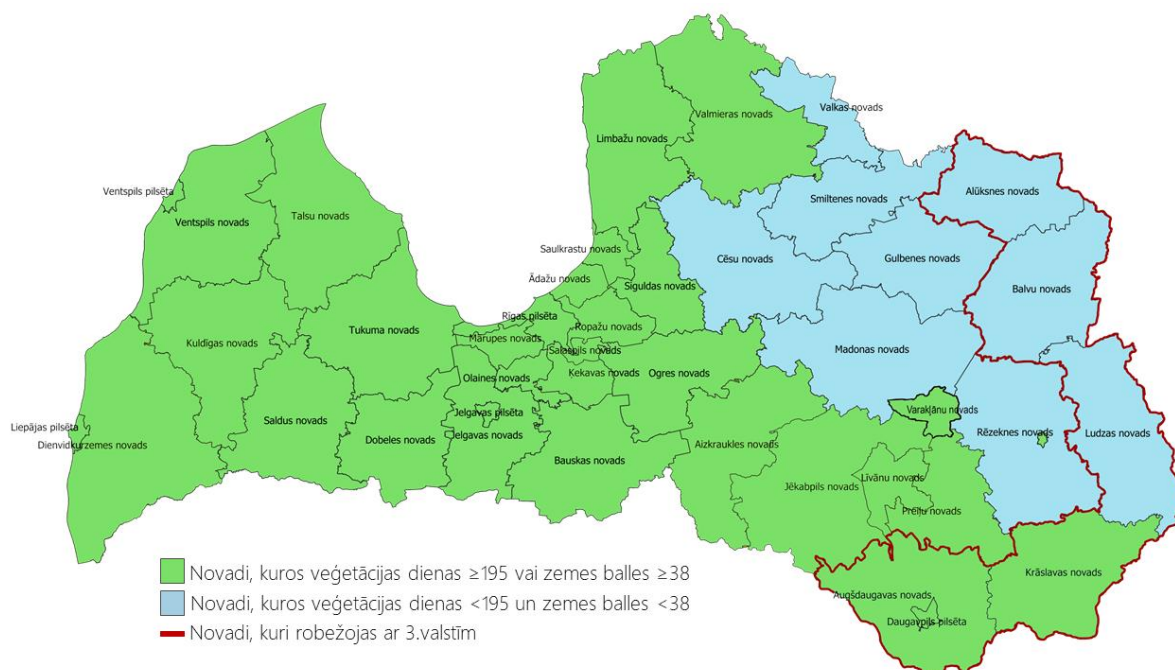 Valkas novads
Valmieras novads
Limbažu novads
Alūksnes novads
Ventspils pilsēta
Smiltenes novads
Talsu novads
Ventspils novads
Saulkrastu novads
Cēsu novads
Gulbenes novads
Ādažu novads
Siguldas novads
Balvu novads
Rīgas pilsēta
Ropažu novads
Tukuma novads
Mārupes novads
Kuldīgas novads
Salaspils novads
Madonas novads
Ķekavas novads
Ogres novads
Olaines novads
Varakļānu novads
Jelgavas pilsēta
Saldus novads
Liepājas pilsēta
Rēzeknes novads
Ludzas novads
Dienvidkurzemes novads
Dobeles novads
Jelgavas novads
Aizkraukles novads
Bauskas novads
Līvānu novads
Jēkabpils novads
Preiļu novads
Krāslavas novads
Augšdaugavas novads
Daugavpils pilsēta
Novadi, kuros veģetācijas dienas ≥195 vai zemes balles ≥38
Novadi, kuros veģetācijas dienas <195 un zemes balles <38
Novadi, kuri robežojas ar 3.valstīm